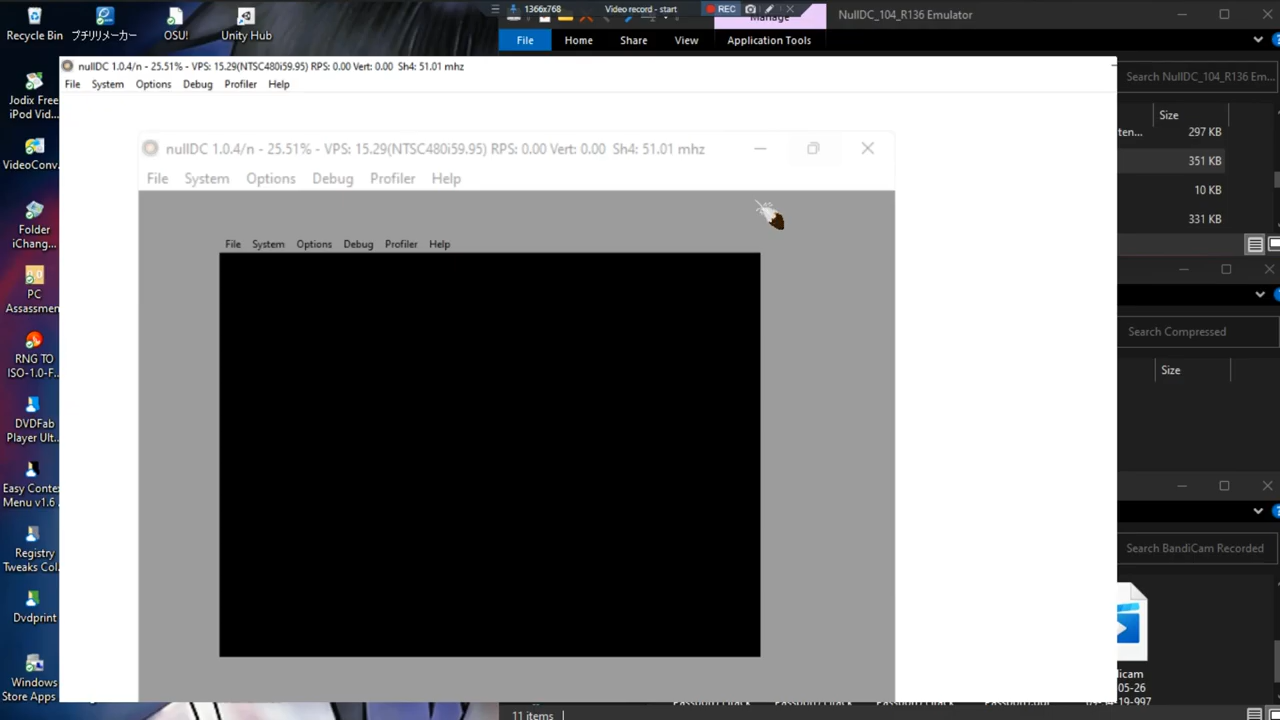 1366x768
Video record - start
REC
Manage
NullDC_104_R136 Emulator
File
Home
Share
View
Application Tools
Recycle Bin
プチリメーカー
OSU!
Unity Hub
nullDC 1.0.4/n - 25.51% - VPS: 15.29(NTSC480i59.95) RPS: 0.00 Vert: 0.00 Sh4: 51.01 mhz
File System Options Debug Profiler Help
nullDC 1.0.4/n - 25.51% - VPS: 15.29(NTSC480i59.95) RPS: 0.00 Vert: 0.00 Sh4: 51.01 mhz
File System Options Debug Profiler Help
File System Options Debug Profiler Help
Jodix Free
iPod Vid...
VideoConv...
Folder
iChang...
PC
Assessmen...
RNG TO
ISO-1.0-F...
DVDFab
Player Ult...
Easy Conte
Menu v1.6
Registry
Tweaks Col...
Dvdprint
Windows
Store Apps
Search NullDC_104_R136 Em...
Size
ten...
297 KB
351 KB
10 KB
331 KB
Search Compressed
Size
Search BandiCam Recorded
dicam
05-26
-997
11 items